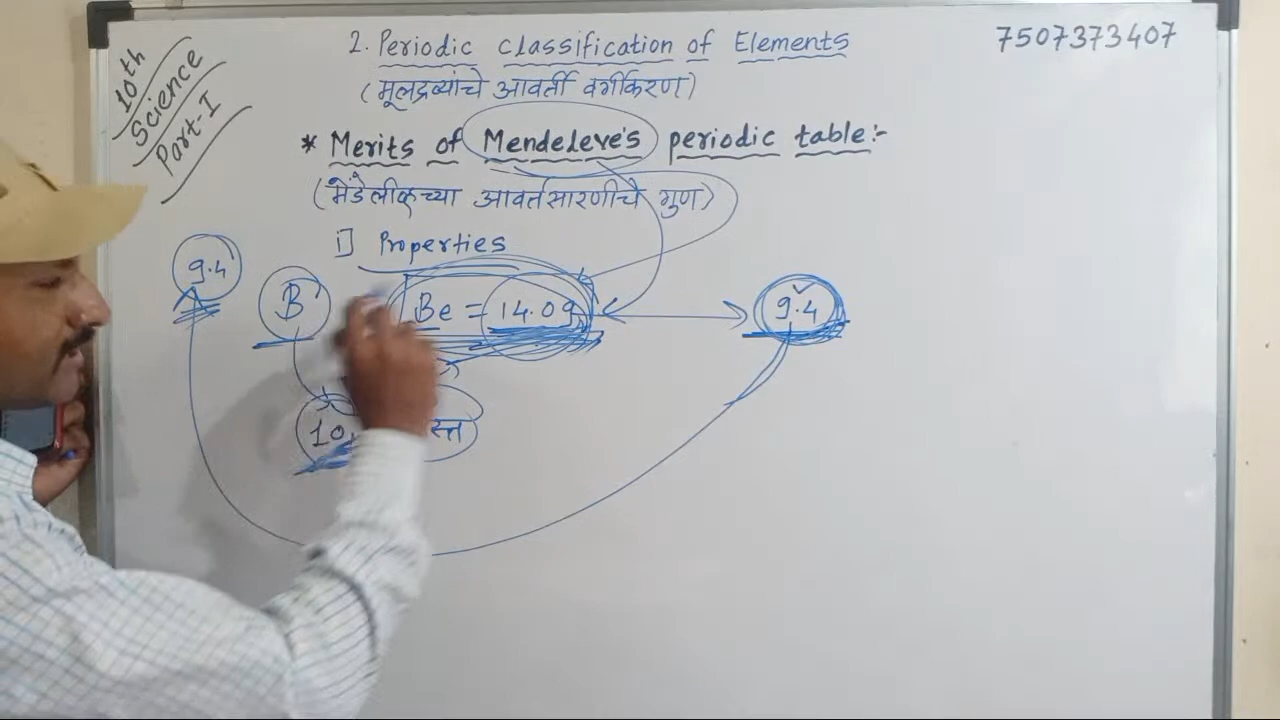 10th
Science
Part-I
7507373407
2. Periodic classification of Elements
(मूलद्रव्यांचे आवर्ती वर्गीकरण)
* Merits of Mendeleve's periodic table:-
(मेंडेलीव्हच्या आवर्तसारणीचे गुण)
i] Properties
9.4 B Be = 14.09 9.4
10.